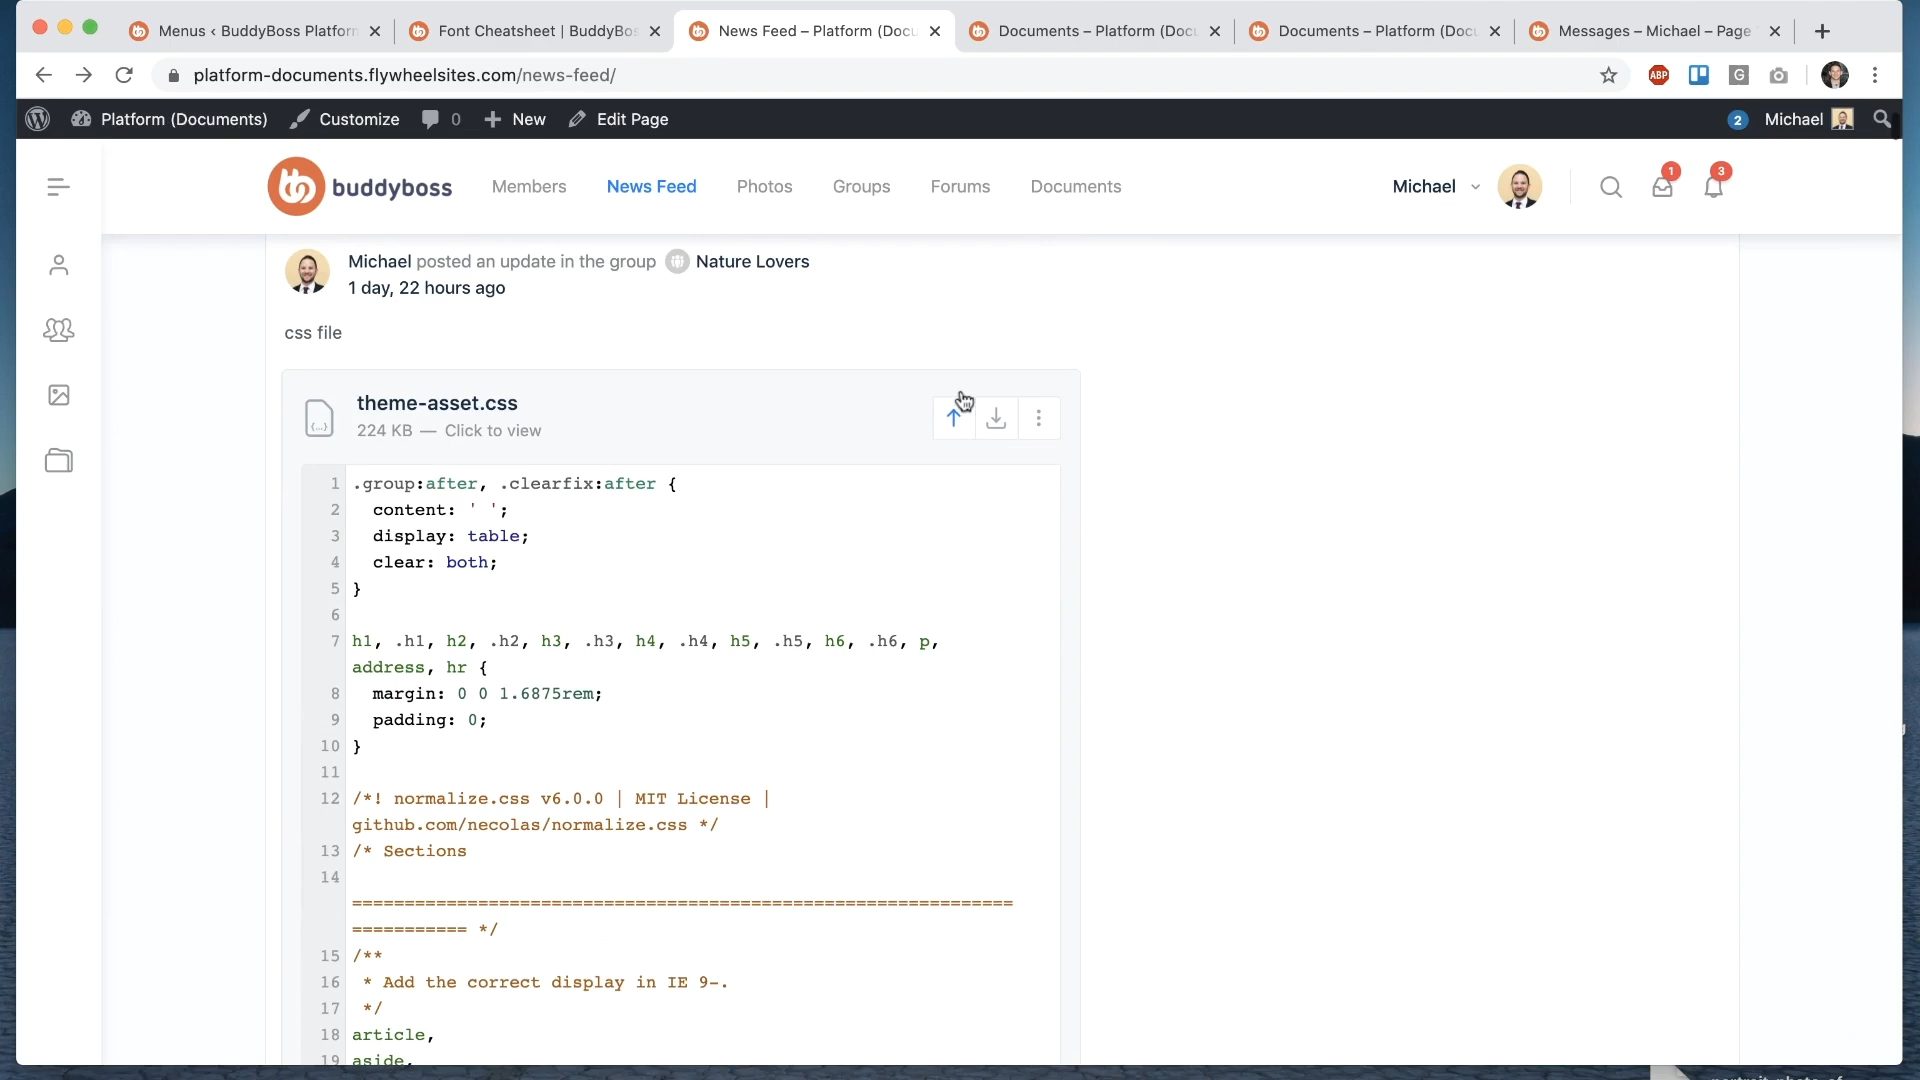 Menus ‹ BuddyBoss Platform
Font Cheatsheet | BuddyBos
News Feed – Platform (Docu
Documents – Platform (Docu
Documents – Platform (Docu
Messages – Michael – Page
platform-documents.flywheelsites.com/news-feed/
ABP
G
Platform (Documents)
Customize
0
New
Edit Page
2
Michael
buddyboss
Members
News Feed
Photos
Groups
Forums
Documents
Michael
1
3
Michael posted an update in the group Nature Lovers
1 day, 22 hours ago
css file
theme-asset.css
224 KB — Click to view
{...}
1 .group:after, .clearfix:after {
2 content: ' ';
3 display: table;
4 clear: both;
5 }
6
7 h1, .h1, h2, .h2, h3, .h3, h4, .h4, h5, .h5, h6, .h6, p,
address, hr {
8 margin: 0 0 1.6875rem;
9 padding: 0;
10 }
11
12 /*! normalize.css v6.0.0 | MIT License |
github.com/necolas/normalize.css */
13 /* Sections
14
===============================================================
=========== */
15 /**
16 * Add the correct display in IE 9-.
17 */
18 article,
19 aside,